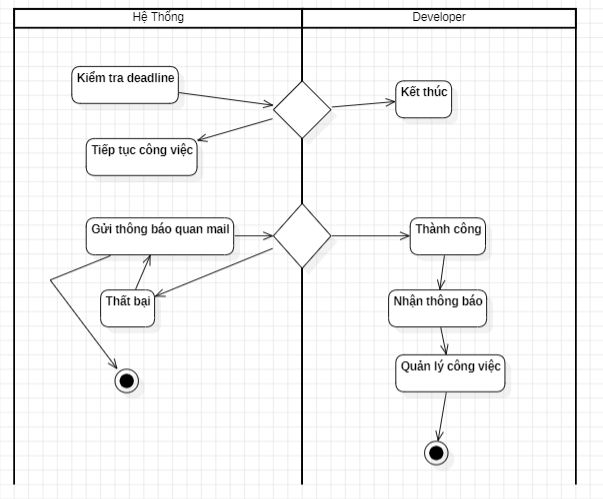 Hệ Thống
Developer
Kiểm tra deadline
Kết thúc
Tiếp tục công việc
Gửi thông báo quan mail
Thành công
Thất bại
Nhận thông báo
Quản lý công việc